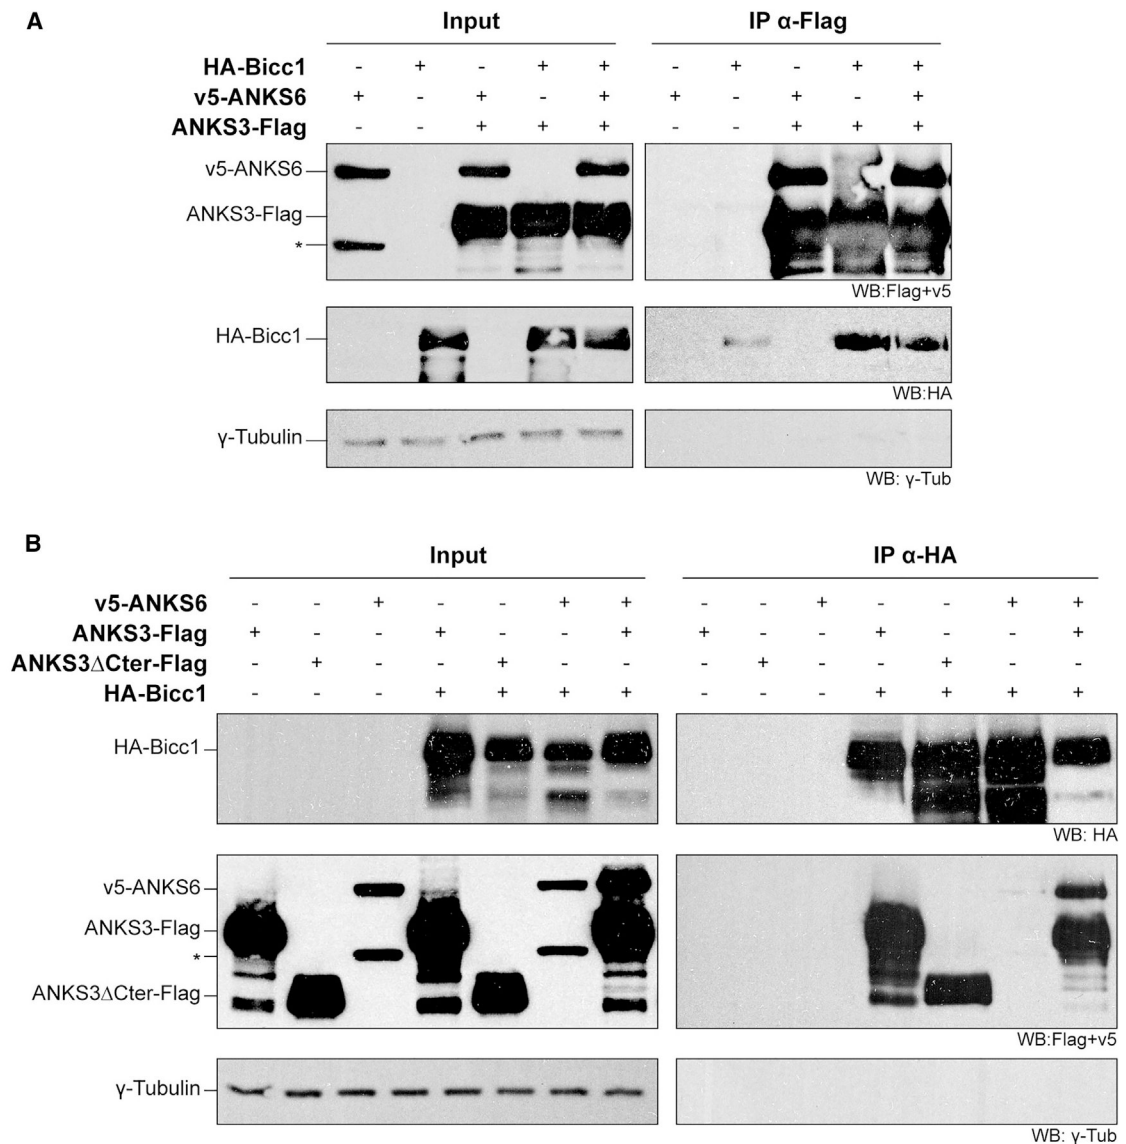 A
Input IP α-Flag
HA-Bicc1 - + - + + - + - + +
v5-ANKS6 + - + - + + - + - +
ANKS3-Flag - - + + + - - + + +
v5-ANKS6
ANKS3-Flag
*
WB:Flag+v5
HA-Bicc1
WB:HA
γ-Tubulin
WB: γ-Tub
B
Input IP α-HA
v5-ANKS6 - - + - - + + - - + - - + +
ANKS3-Flag + - - + - - + + - - + - - +
ANKS3ΔCter-Flag - + - - + - - - + - - + - -
HA-Bicc1 - - - + + + + - - - + + + +
HA-Bicc1
WB: HA
v5-ANKS6
ANKS3-Flag
*
ANKS3ΔCter-Flag
WB:Flag+v5
γ-Tubulin
WB: γ-Tub